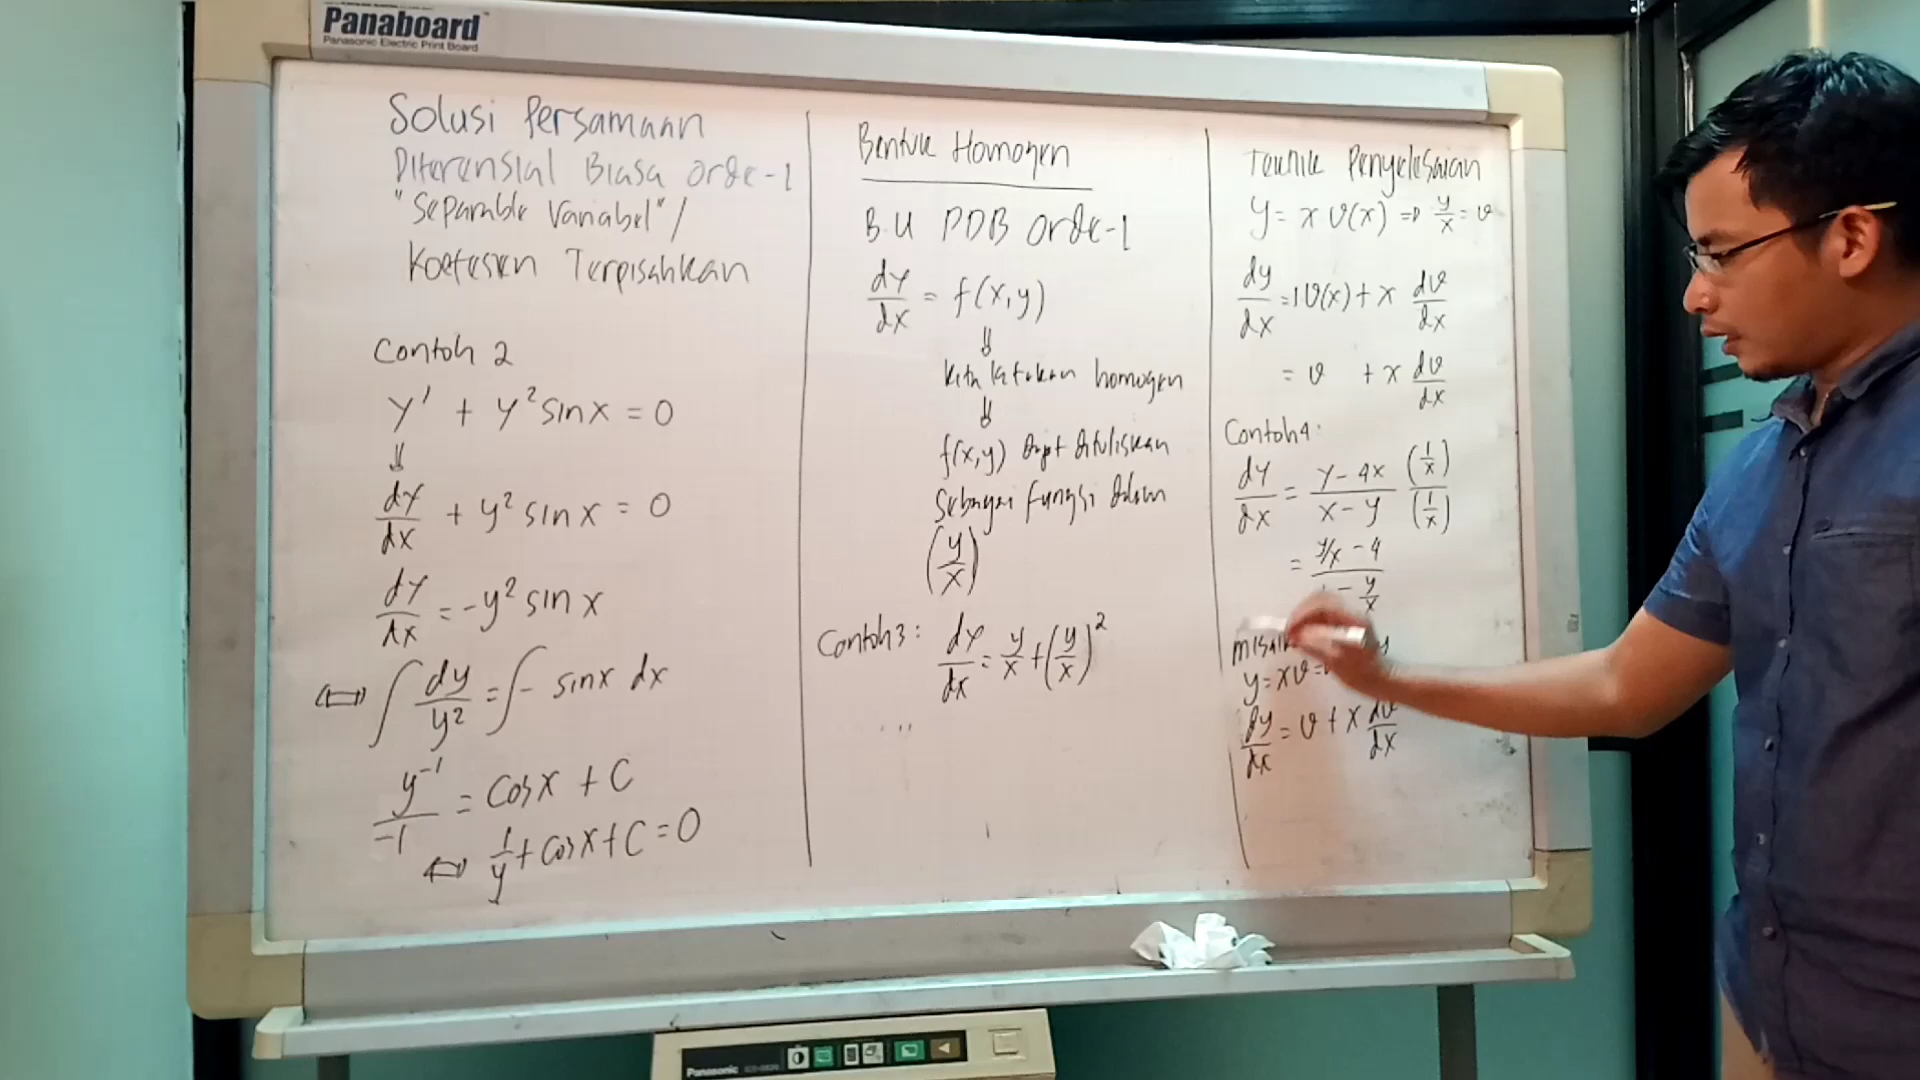 Panaboard
Panasonic Electric Print Board
Solusi Persamaan
Diferensial Biasa Orde-1
"Separable Variabel" /
Koefesien Terpisahkan
Contoh 2
y' + y² sin x = 0
⇓
dy/dx + y² sin x = 0
dy/dx = -y² sin x
⟺ ∫ dy/y² = ∫ - sin x dx
y⁻¹/-1 = cos x + C
⟺ 1/y + cos x + C = 0
Bentuk Homogen
B.U PDB Orde-1
dy/dx = f(x,y)
⇓
kita katakan homogen
⇓
f(x,y) dapt dituliskan
sebagai fungsi dalam
(y/x)
Contoh 3: dy/dx = y/x + (y/x)²
...
Teknik Penyelesaian
y = x v(x) ⇒ y/x = v
dy/dx = 1 v(x) + x dv/dx
= v + x dv/dx
Contoh 4:
dy/dx = y - 4x / x - y (1/x) / (1/x)
= y/x - 4 / - y/x
y = xv =
dy/dx = v + x dv/dx
Panasonic